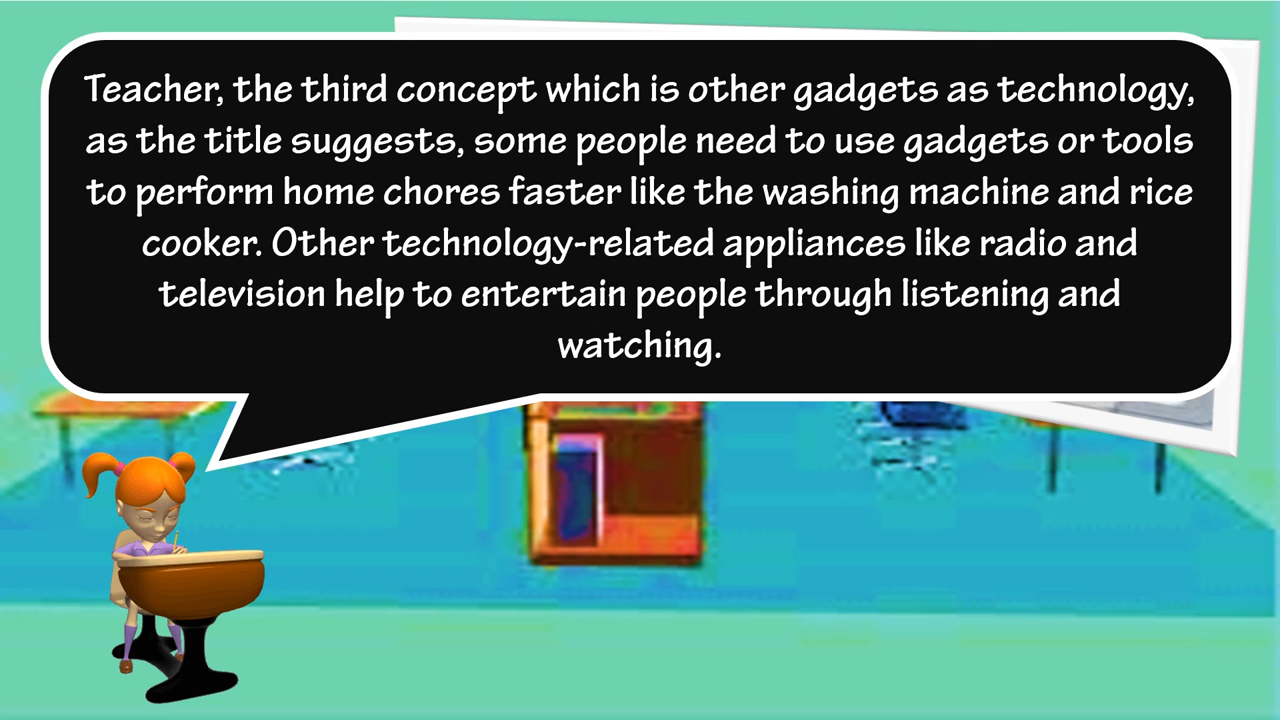 Teacher, the third concept which is other gadgets as technology,
as the title suggests, some people need to use gadgets or tools
to perform home chores faster like the washing machine and rice
cooker. Other technology-related appliances like radio and
television help to entertain people through listening and
watching.